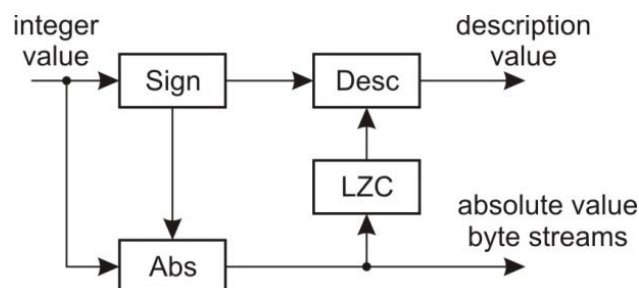 integer
value
Sign
Desc
description
value
LZC
Abs
absolute value
byte streams